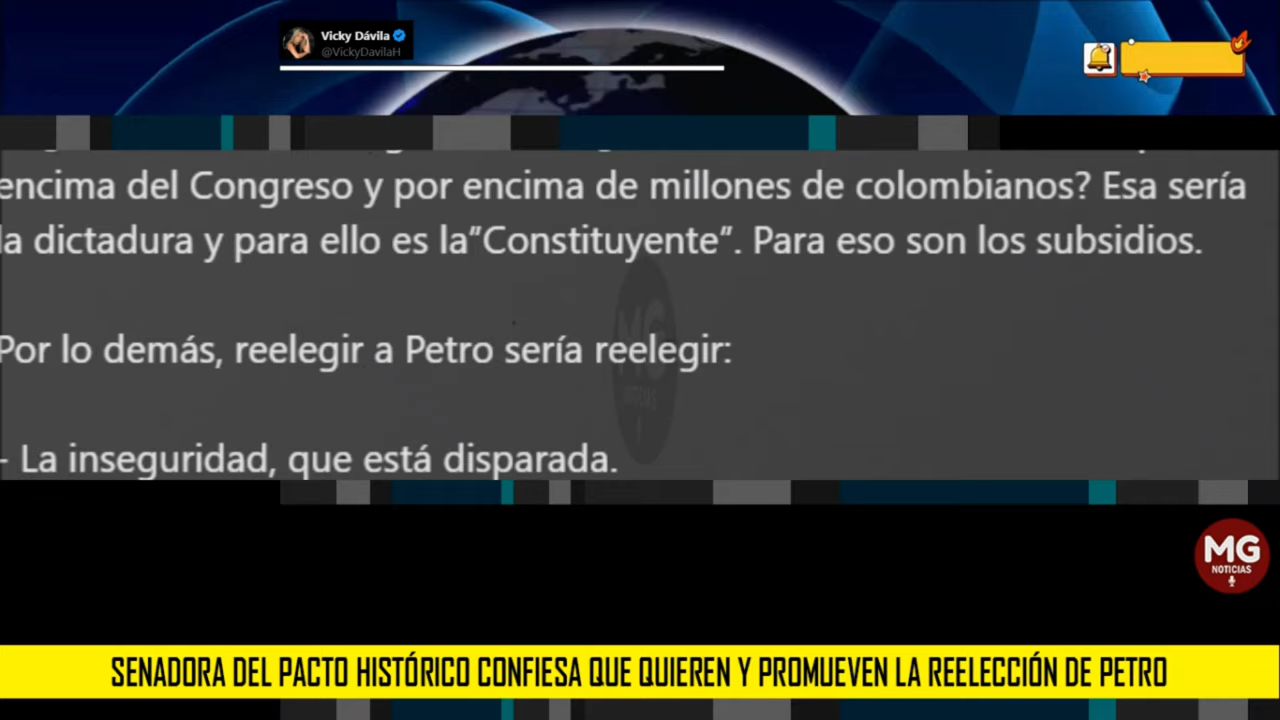 Vicky Dávila
@VickyDavilaH
encima del Congreso y por encima de millones de colombianos? Esa sería
la dictadura y para ello es la"Constituyente". Para eso son los subsidios.
Por lo demás, reelegir a Petro sería reelegir:
- La inseguridad, que está disparada.
MG
NOTICIAS
MG
NOTICIAS
SENADORA DEL PACTO HISTÓRICO CONFIESA QUE QUIEREN Y PROMUEVEN LA REELECCIÓN DE PETRO